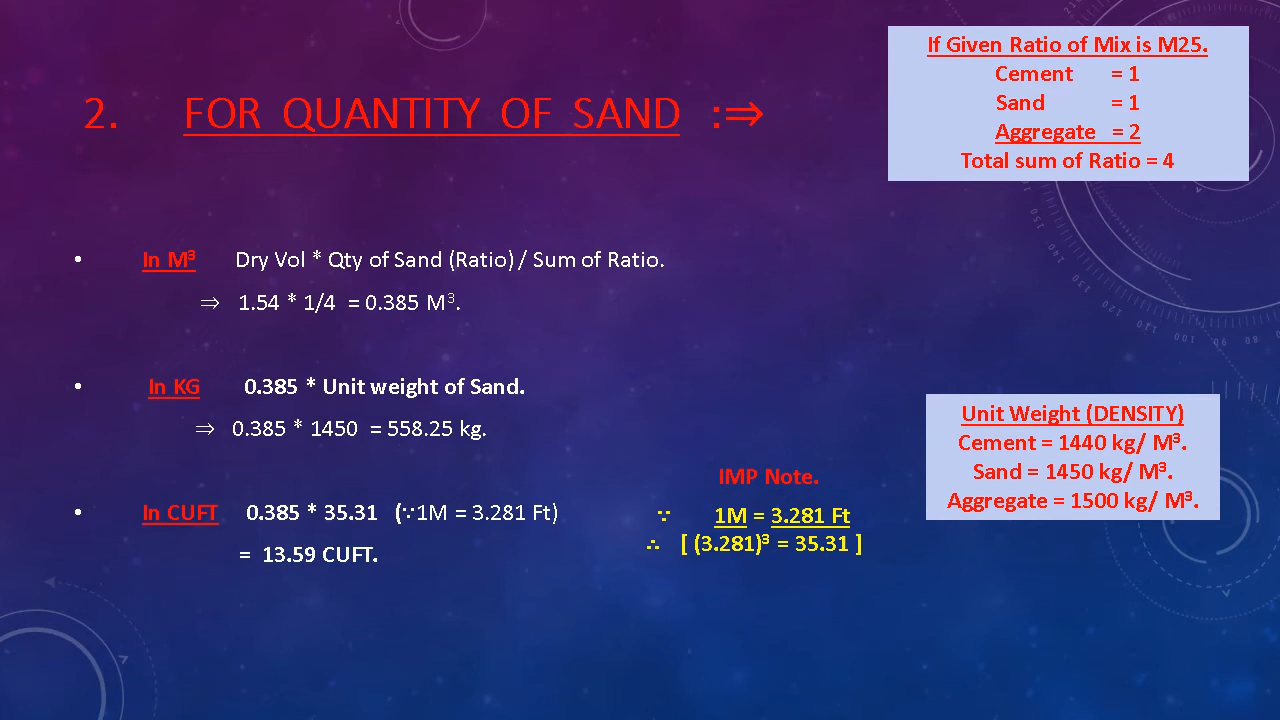 If Given Ratio of Mix is M25.
Cement = 1
Sand = 1
Aggregate = 2
Total sum of Ratio = 4
2. FOR QUANTITY OF SAND :⇒
• In M³ Dry Vol * Qty of Sand (Ratio) / Sum of Ratio.
⇒ 1.54 * 1/4 = 0.385 M³.
• In KG 0.385 * Unit weight of Sand.
⇒ 0.385 * 1450 = 558.25 kg.
• In CUFT 0.385 * 35.31 (∵1M = 3.281 Ft)
= 13.59 CUFT.
IMP Note.
∵ 1M = 3.281 Ft
∴ [ (3.281)³ = 35.31 ]
Unit Weight (DENSITY)
Cement = 1440 kg/ M³.
Sand = 1450 kg/ M³.
Aggregate = 1500 kg/ M³.